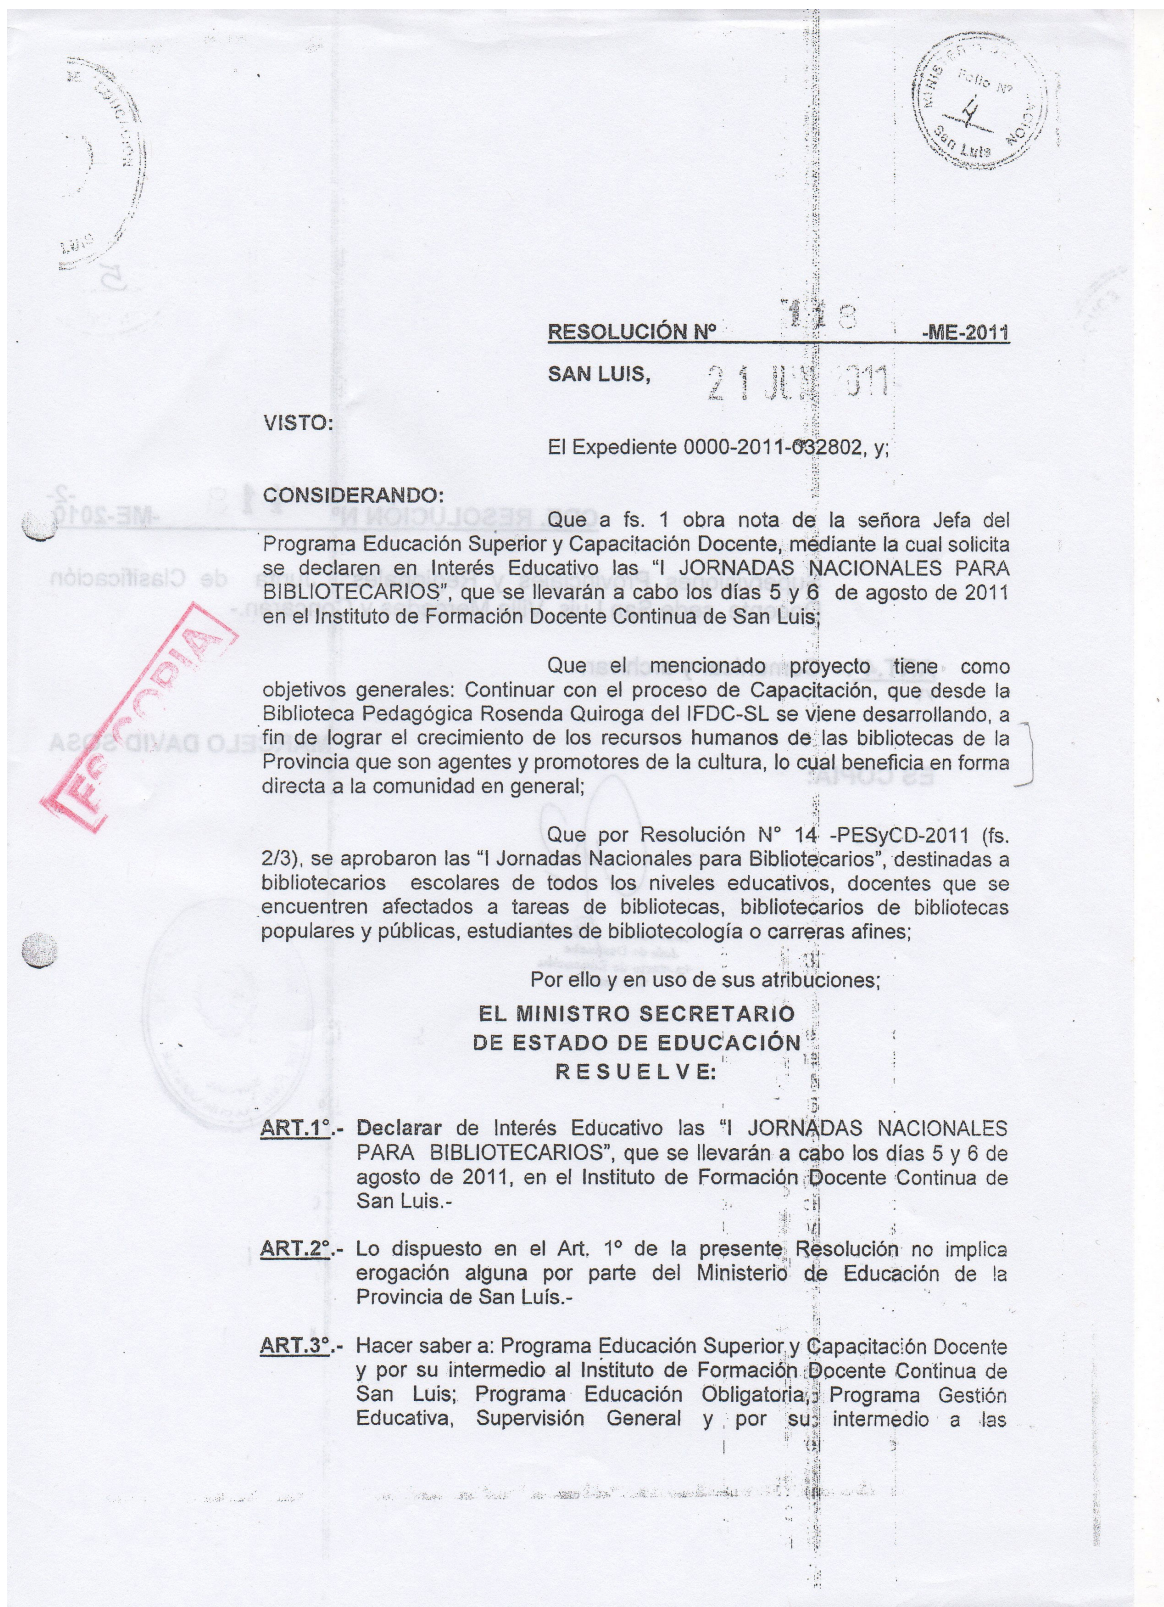 MINISTERIO
Folio Nº
4
San Luis
EDUCACION
RESOLUCIÓN Nº 118 -ME-2011
SAN LUIS, 21 JUN 2011
VISTO:
El Expediente 0000-2011-032802, y;
CONSIDERANDO:
Que a fs. 1 obra nota de la señora Jefa del
Programa Educación Superior y Capacitación Docente, mediante la cual solicita
se declaren en Interés Educativo las “I JORNADAS NACIONALES PARA
BIBLIOTECARIOS”, que se llevarán a cabo los días 5 y 6 de agosto de 2011
en el Instituto de Formación Docente Continua de San Luis;
Que el mencionado proyecto tiene como
objetivos generales: Continuar con el proceso de Capacitación, que desde la
Biblioteca Pedagógica Rosenda Quiroga del IFDC-SL se viene desarrollando, a
fin de lograr el crecimiento de los recursos humanos de las bibliotecas de la
Provincia que son agentes y promotores de la cultura, lo cual beneficia en forma
directa a la comunidad en general;
ES COPIA
Que por Resolución N° 14 -PESyCD-2011 (fs.
2/3), se aprobaron las “I Jornadas Nacionales para Bibliotecarios”, destinadas a
bibliotecarios escolares de todos los niveles educativos, docentes que se
encuentren afectados a tareas de bibliotecas, bibliotecarios de bibliotecas
populares y públicas, estudiantes de bibliotecología o carreras afines;
Por ello y en uso de sus atribuciones;
EL MINISTRO SECRETARIO
DE ESTADO DE EDUCACIÓN
R E S U E L V E:
ART.1°.- Declarar de Interés Educativo las “I JORNADAS NACIONALES
PARA BIBLIOTECARIOS”, que se llevarán a cabo los días 5 y 6 de
agosto de 2011, en el Instituto de Formación Docente Continua de
San Luis.-
ART.2°.- Lo dispuesto en el Art. 1º de la presente Resolución no implica
erogación alguna por parte del Ministerio de Educación de la
Provincia de San Luís.-
ART.3°.- Hacer saber a: Programa Educación Superior y Capacitación Docente
y por su intermedio al Instituto de Formación Docente Continua de
San Luis; Programa Educación Obligatoria, Programa Gestión
Educativa, Supervisión General y por su intermedio a las